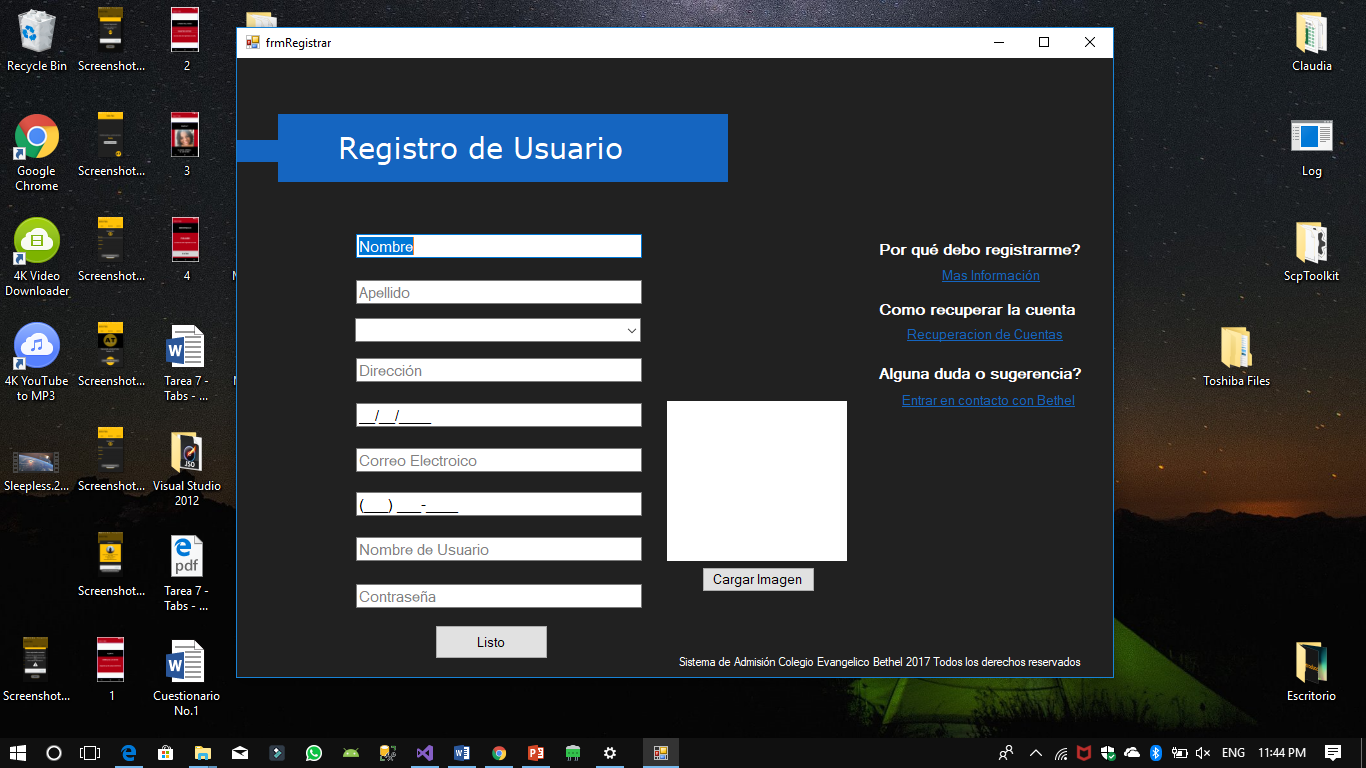 frmRegistrar
Registro de Usuario
Nombre
Apellido
Dirección
__/__/____
Correo Electroico
(___) ___-____
Nombre de Usuario
Contraseña
Listo
Cargar Imagen
Por qué debo registrarme?
Mas Información
Como recuperar la cuenta
Recuperacion de Cuentas
Alguna duda o sugerencia?
Entrar en contacto con Bethel
Sistema de Admisión Colegio Evangelico Bethel 2017 Todos los derechos reservados
Recycle Bin
Screenshot...
2
Google
Chrome
Screenshot...
3
4K Video
Downloader
Screenshot...
4
4K YouTube
to MP3
Screenshot...
Tarea 7 -
Tabs - ...
Sleepless.2...
Screenshot...
Visual Studio
2012
Screenshot...
Tarea 7 -
Tabs - ...
Screenshot...
1
Cuestionario
No.1
Claudia
Log
ScpToolkit
Toshiba Files
Escritorio
ENG
11:44 PM